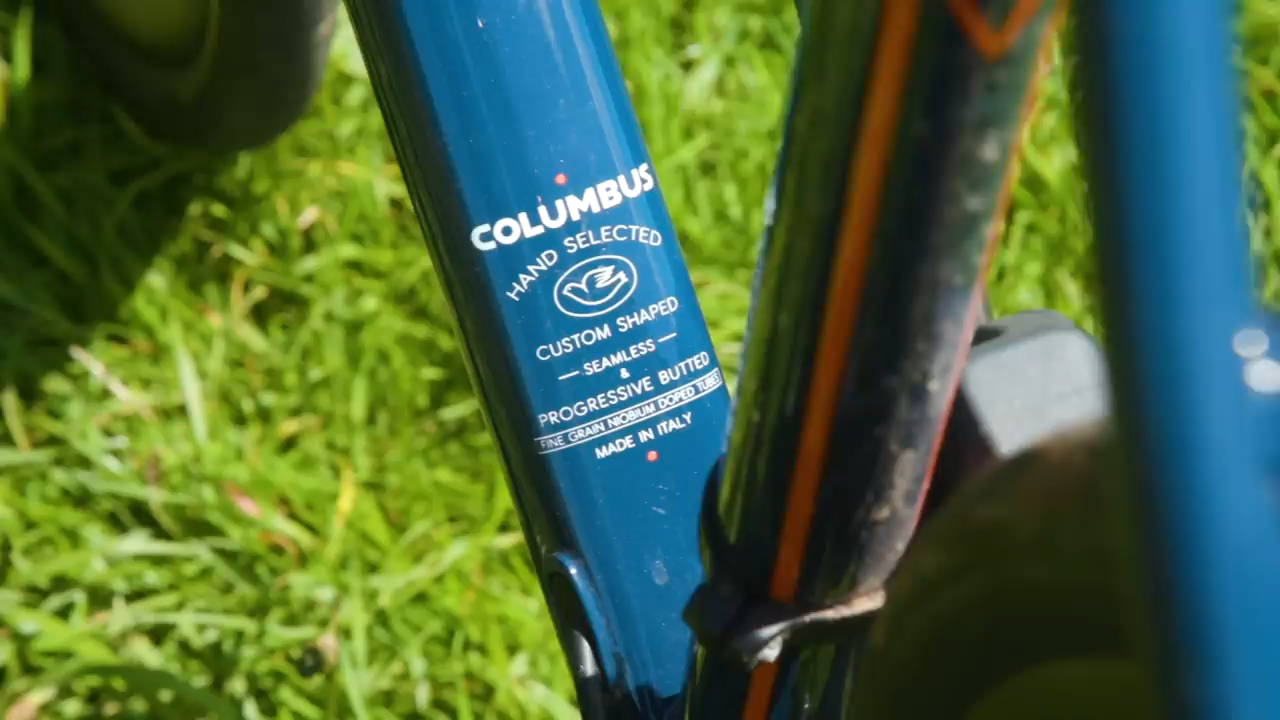 COLUMBUS
HAND SELECTED
CUSTOM SHAPED
— SEAMLESS —
&
PROGRESSIVE BUTTED
FINE GRAIN NIOBIUM DOPED TUBES
MADE IN ITALY